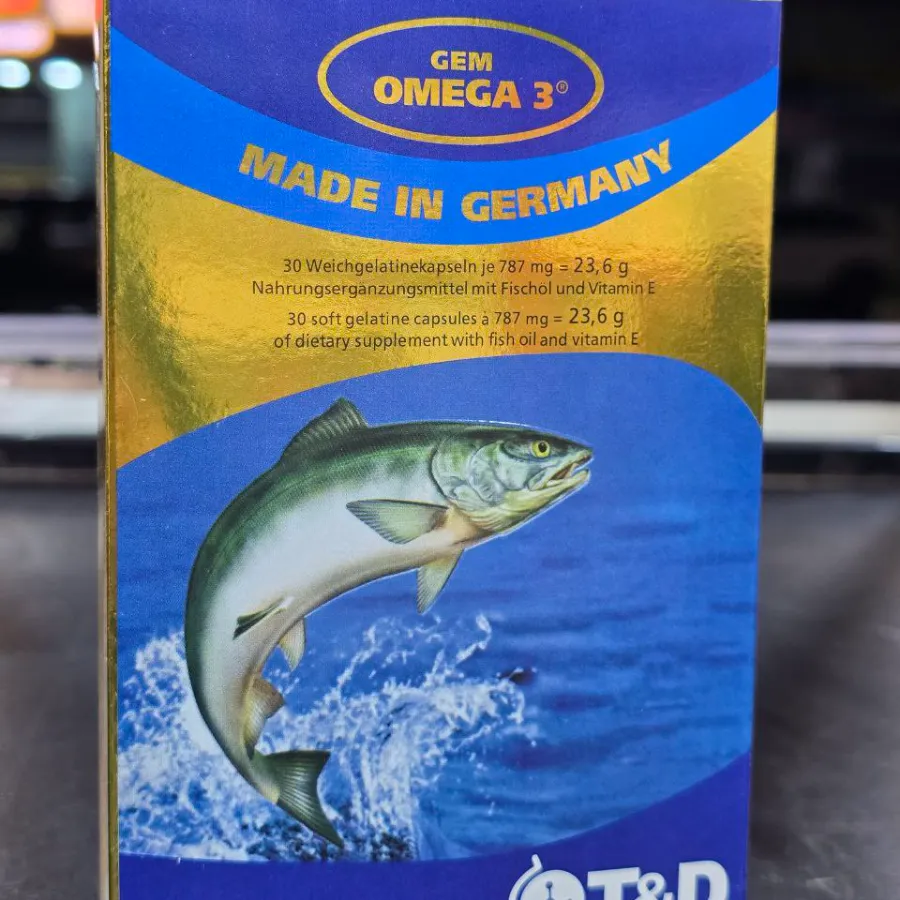 GEM
OMEGA 3®
MADE IN GERMANY
30 Weichgelatinekapseln je 787 mg = 23,6 g
Nahrungsergänzungsmittel mit Fischöl und Vitamin E
30 soft gelatine capsules à 787 mg = 23,6 g
of dietary supplement with fish oil and vitamin E
T&D